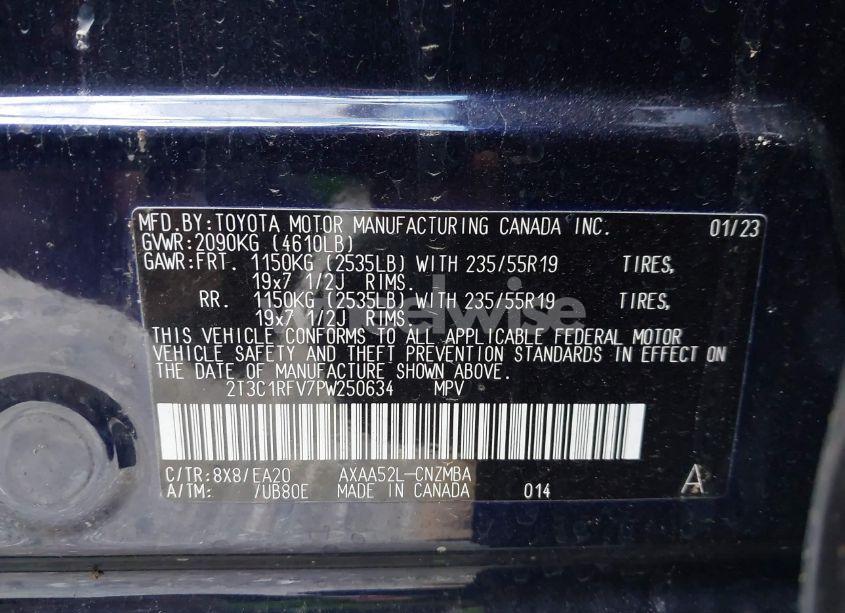 MFD.BY:TOYOTA MOTOR MANUFACTURING CANADA INC. 01/23
GVWR:2090KG (4610LB)
GAWR:FRT. 1150KG (2535LB) WITH 235/55R19 TIRES,
19x7 1/2J RIMS.
RR. 1150KG (2535LB) WITH 235/55R19 TIRES,
19x7 1/2J RIMS.
THIS VEHICLE CONFORMS TO ALL APPLICABLE FEDERAL MOTOR
VEHICLE SAFETY AND THEFT PREVENTION STANDARDS IN EFFECT ON
THE DATE OF MANUFACTURE SHOWN ABOVE.
2T3C1RFV7PW250634 MPV
C/TR:8X8/EA20 AXAA52L-CNZMBA
A/TM: /UB80E MADE IN CANADA 014 A